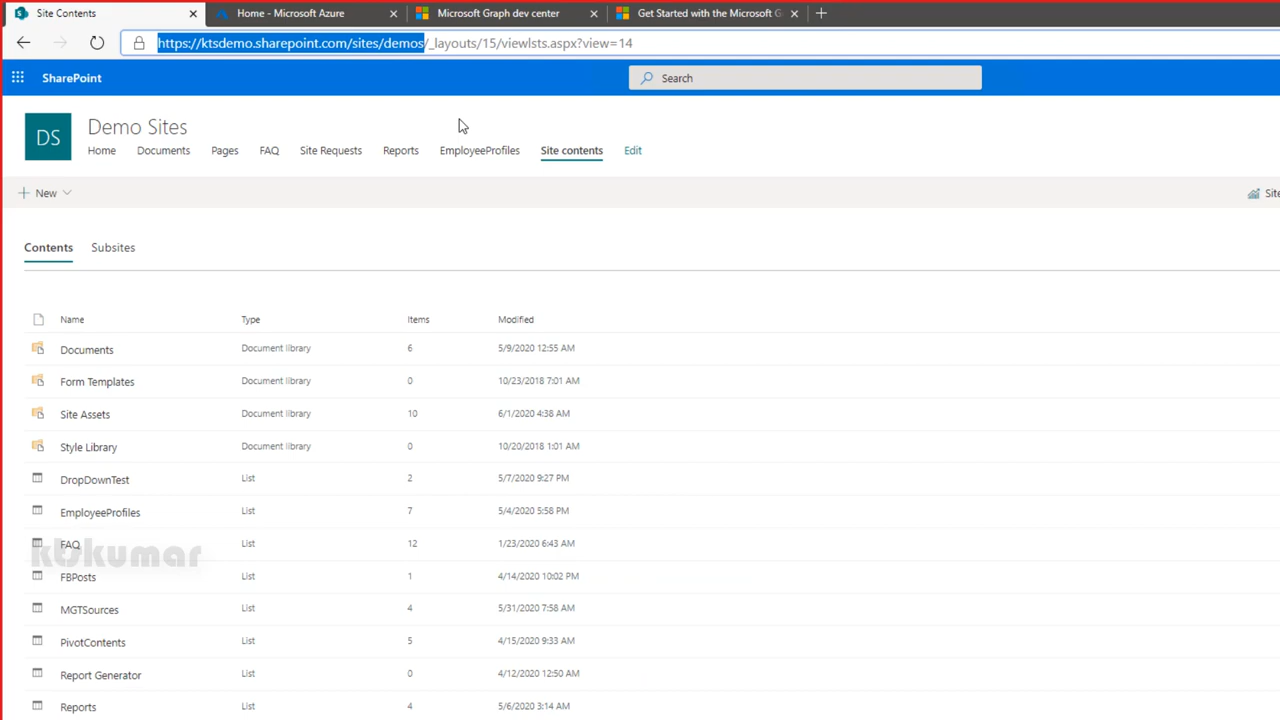 Site Contents
Home - Microsoft Azure
Microsoft Graph dev center
Get Started with the Microsoft G
https://ktsdemo.sharepoint.com/sites/demos/_layouts/15/viewlsts.aspx?view=14
SharePoint
Search
DS
Demo Sites
Home Documents Pages FAQ Site Requests Reports EmployeeProfiles Site contents Edit
New
Site
Contents Subsites
Name Type Items Modified
Documents Document library 6 5/9/2020 12:55 AM
Form Templates Document library 0 10/23/2018 7:01 AM
Site Assets Document library 10 6/1/2020 4:38 AM
Style Library Document library 0 10/20/2018 1:01 AM
DropDownTest List 2 5/7/2020 9:27 PM
EmployeeProfiles List 7 5/4/2020 5:58 PM
FAQ List 12 1/23/2020 6:43 AM
kbkumar
FBPosts List 1 4/14/2020 10:02 PM
MGTSources List 4 5/31/2020 7:58 AM
PivotContents List 5 4/15/2020 9:33 AM
Report Generator List 0 4/12/2020 12:50 AM
Reports List 4 5/6/2020 3:14 AM